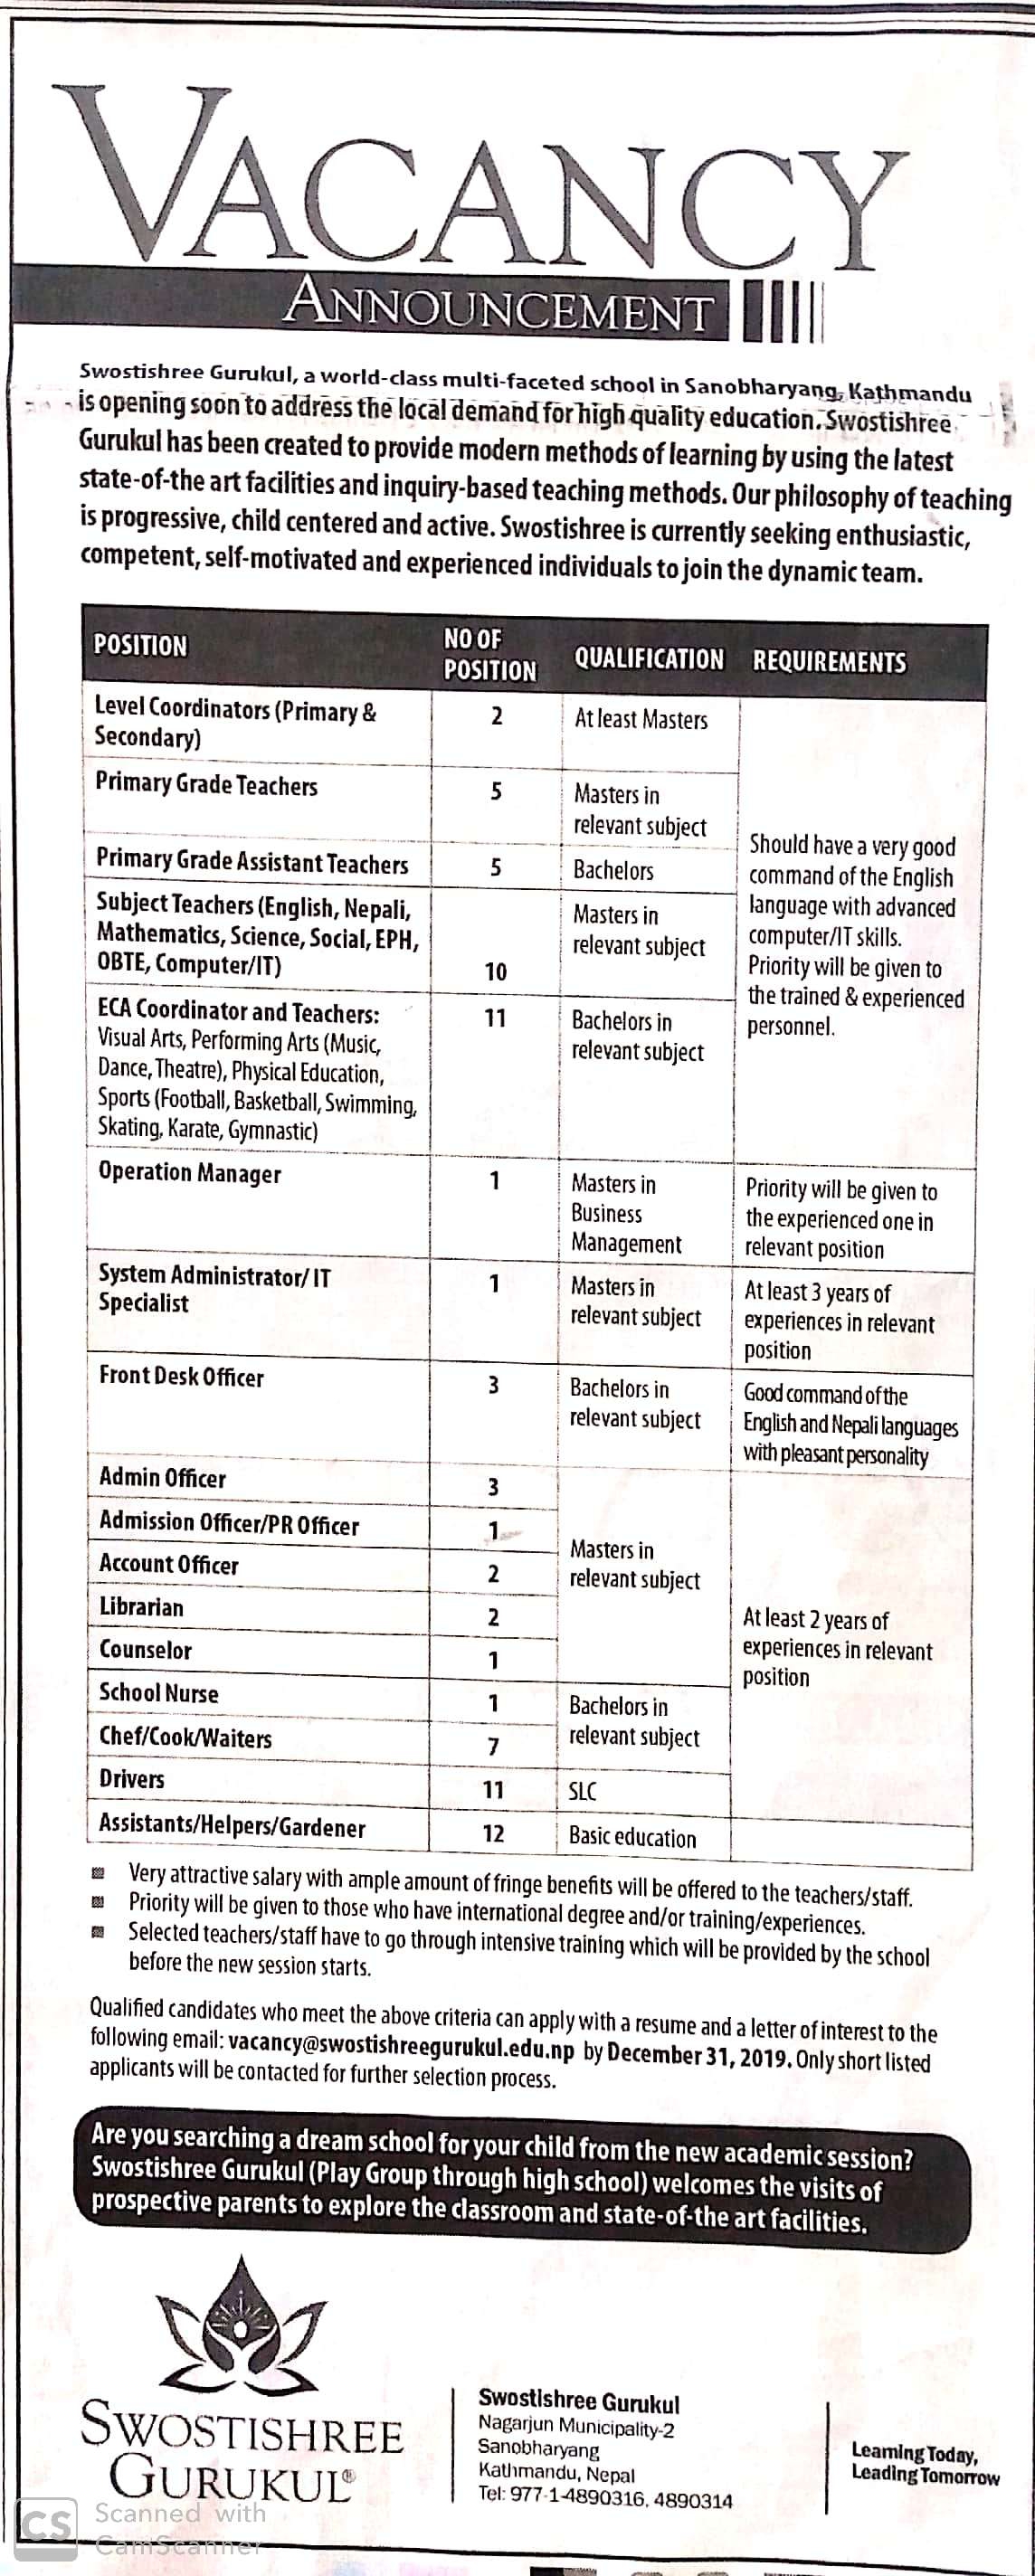 VACANCY
ANNOUNCEMENT
Swostishree Gurukul, a world-class multi-faceted school in Sanobharyang, Kathmandu
is opening soon to address the local demand for high quality education. Swostishree
Gurukul has been created to provide modern methods of learning by using the latest
state-of-the art facilities and inquiry-based teaching methods. Our philosophy of teaching
is progressive, child centered and active. Swostishree is currently seeking enthusiastic,
competent, self-motivated and experienced individuals to join the dynamic team.
POSITION
NO OF
POSITION
QUALIFICATION
REQUIREMENTS
Level Coordinators (Primary &
Secondary)
2
At least Masters
Primary Grade Teachers
5
Masters in
relevant subject
Primary Grade Assistant Teachers
5
Bachelors
Subject Teachers (English, Nepali,
Mathematics, Science, Social, EPH,
OBTE, Computer/IT)
10
Masters in
relevant subject
ECA Coordinator and Teachers:
Visual Arts, Performing Arts (Music,
Dance, Theatre), Physical Education,
Sports (Football, Basketball, Swimming,
Skating, Karate, Gymnastic)
11
Bachelors in
relevant subject
Should have a very good
command of the English
language with advanced
computer/IT skills.
Priority will be given to
the trained & experienced
personnel.
Operation Manager
1
Masters in
Business
Management
Priority will be given to
the experienced one in
relevant position
System Administrator/ IT
Specialist
1
Masters in
relevant subject
At least 3 years of
experiences in relevant
position
Front Desk Officer
3
Bachelors in
relevant subject
Good command of the
English and Nepali languages
with pleasant personality
Admin Officer
3
Admission Officer/PR Officer
1
Account Officer
2
Librarian
2
Counselor
1
Masters in
relevant subject
School Nurse
1
Chef/Cook/Waiters
7
Bachelors in
relevant subject
Drivers
11
SLC
At least 2 years of
experiences in relevant
position
Assistants/Helpers/Gardener
12
Basic education
Very attractive salary with ample amount of fringe benefits will be offered to the teachers/staff.
Priority will be given to those who have international degree and/or training/experiences.
Selected teachers/staff have to go through intensive training which will be provided by the school
before the new session starts.
Qualified candidates who meet the above criteria can apply with a resume and a letter of interest to the
following email: vacancy@swostishreegurukul.edu.np by December 31, 2019. Only short listed
applicants will be contacted for further selection process.
Are you searching a dream school for your child from the new academic session?
Swostishree Gurukul (Play Group through high school) welcomes the visits of
prospective parents to explore the classroom and state-of-the art facilities.
SWOSTISHREE
GURUKUL®
Swostishree Gurukul
Nagarjun Municipality-2
Sanobharyang
Kathmandu, Nepal
Tel: 977-1-4890316, 4890314
Learning Today,
Leading Tomorrow
CS
Scanned with
CamScanner